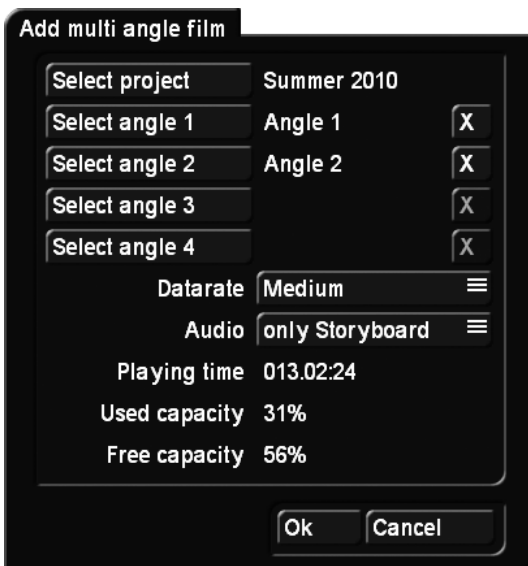 Add multi angle film
Select project Summer 2010
Select angle 1 Angle 1 X
Select angle 2 Angle 2 X
Select angle 3 X
Select angle 4 X
Datarate Medium
Audio only Storyboard
Playing time 013.02:24
Used capacity 31%
Free capacity 56%
Ok Cancel